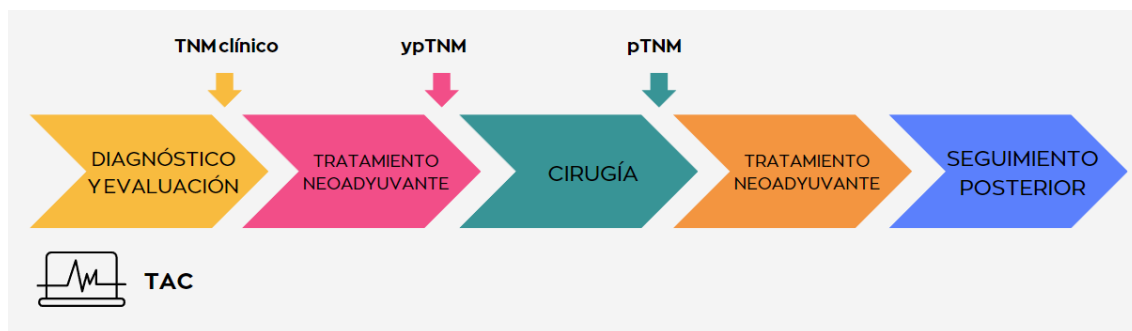 TNM clínico
ypTNM
pTNM
DIAGNÓSTICO
Y EVALUACIÓN
TRATAMIENTO
NEOADYUVANTE
CIRUGÍA
TRATAMIENTO
NEOADYUVANTE
SEGUIMIENTO
POSTERIOR
TAC